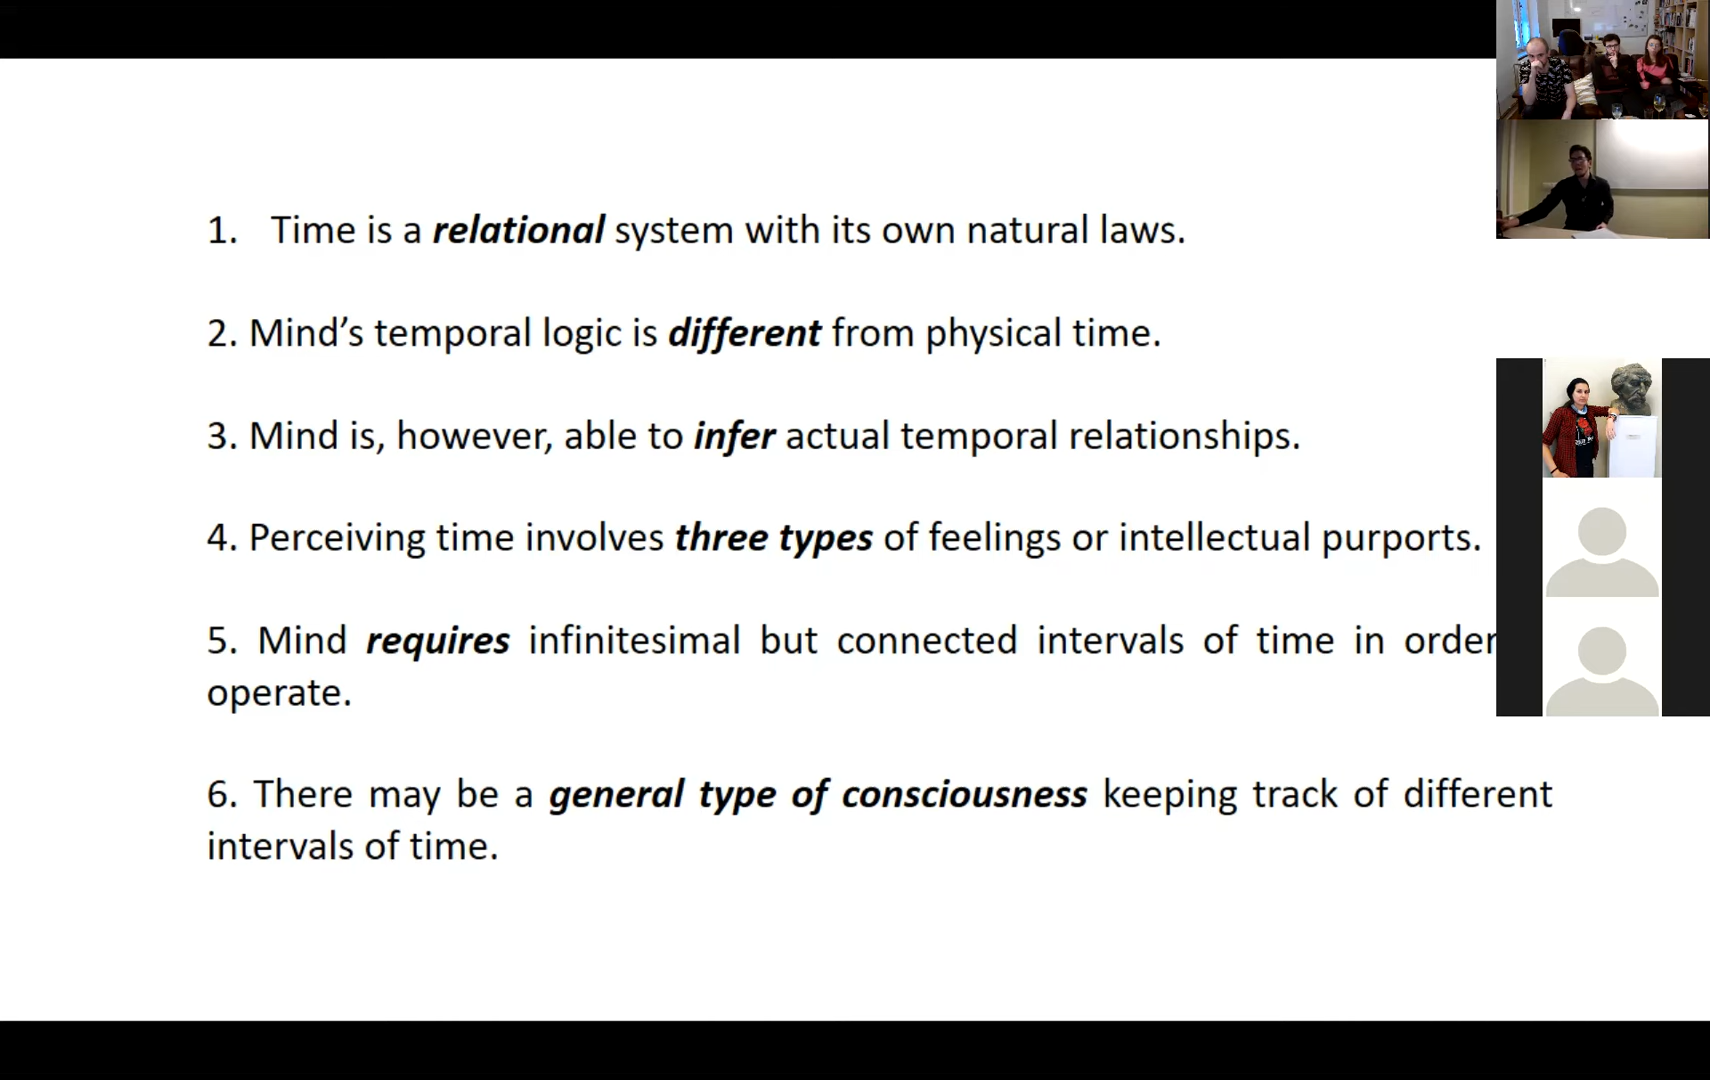 1. Time is a relational system with its own natural laws.
2. Mind’s temporal logic is different from physical time.
3. Mind is, however, able to infer actual temporal relationships.
4. Perceiving time involves three types of feelings or intellectual purports.
5. Mind requires infinitesimal but connected intervals of time in order
operate.
6. There may be a general type of consciousness keeping track of different
intervals of time.